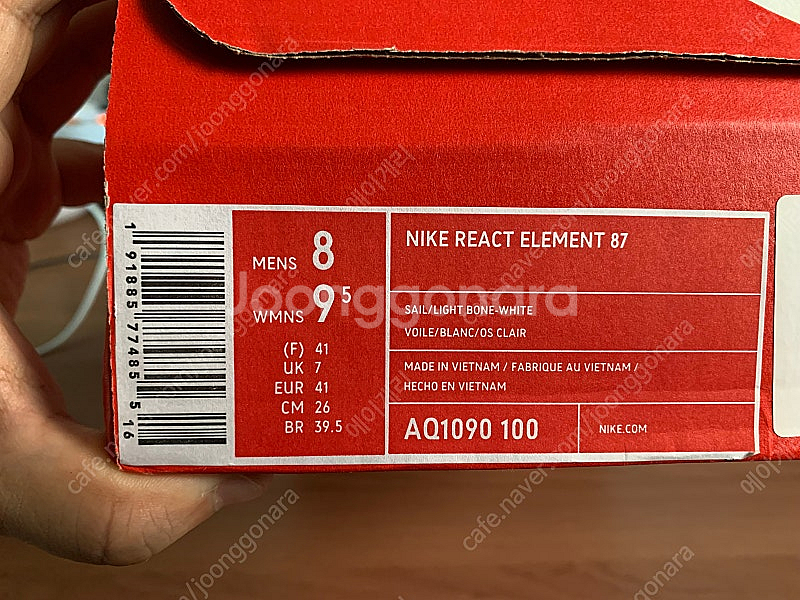 MENS 8
WMNS 9 5
(F) 41
UK 7
EUR 41
CM 26
BR 39.5
NIKE REACT ELEMENT 87
SAIL/LIGHT BONE-WHITE
VOILE/BLANC/OS CLAIR
MADE IN VIETNAM / FABRIQUE AU VIETNAM /
HECHO EN VIETNAM
AQ1090 100
NIKE.COM
1 91885 77485 5 16
Joonggonara
cafe.naver.com/joonggonara